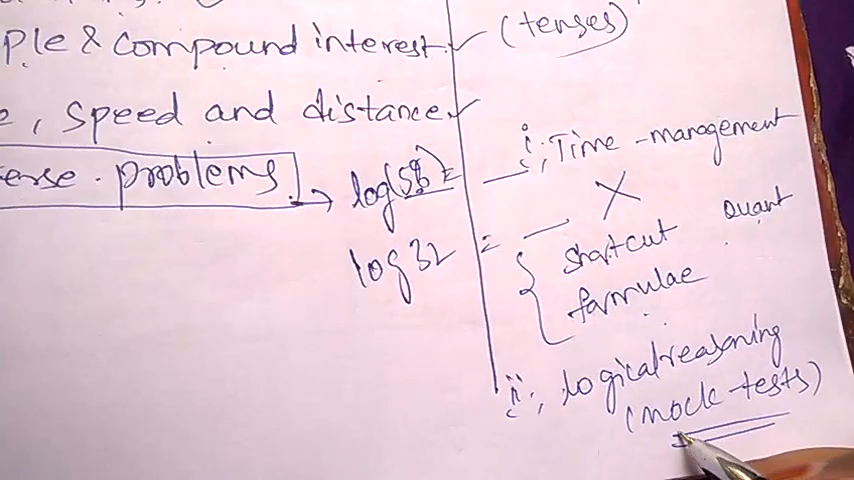 ple & compound interest
e, speed and distance
erse. problems → log(58) =
log 32 =
(tenses)
i, Time-management
Quant
shortcut
formulae
ii, Logical reasoning
(mock-tests)